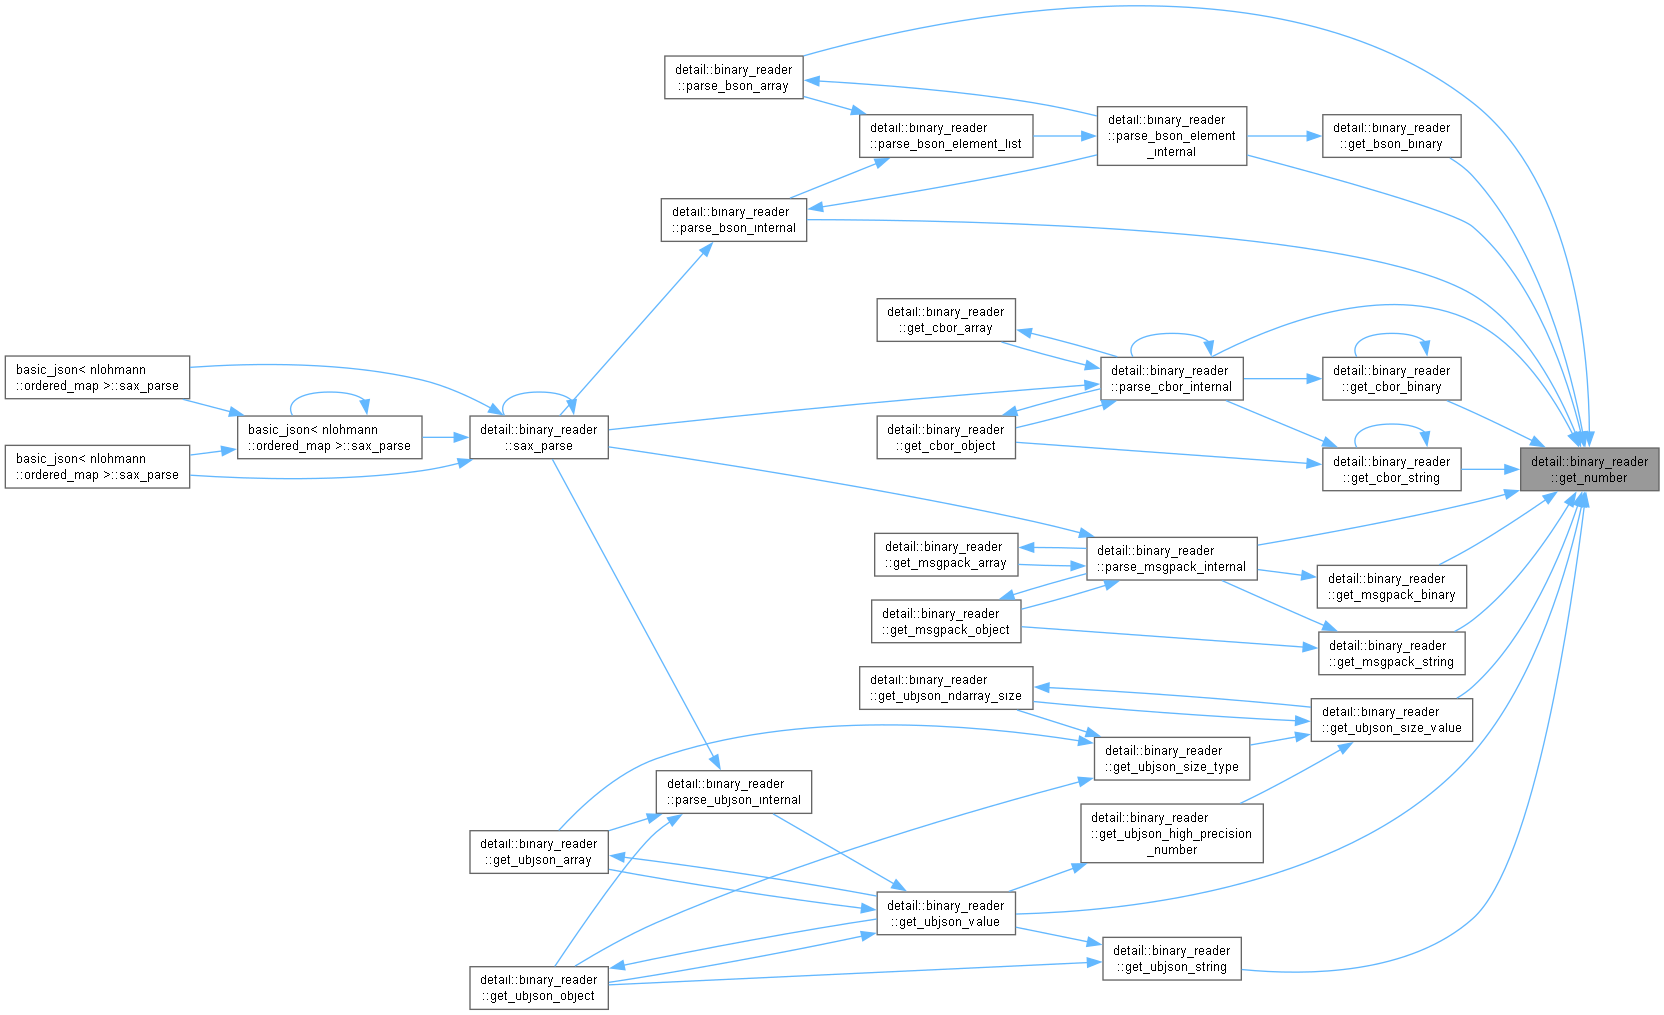 detail::binary_reader
::parse_bson_array
detail::binary_reader
::parse_bson_element_list
detail::binary_reader
::parse_bson_element
_internal
detail::binary_reader
::get_bson_binary
detail::binary_reader
::parse_bson_internal
detail::binary_reader
::get_cbor_array
detail::binary_reader
::parse_cbor_internal
detail::binary_reader
::get_cbor_binary
basic_json< nlohmann
::ordered_map >::sax_parse
basic_json< nlohmann
::ordered_map >::sax_parse
detail::binary_reader
::sax_parse
detail::binary_reader
::get_cbor_object
basic_json< nlohmann
::ordered_map >::sax_parse
detail::binary_reader
::get_cbor_string
detail::binary_reader
::get_number
detail::binary_reader
::get_msgpack_array
detail::binary_reader
::parse_msgpack_internal
detail::binary_reader
::get_msgpack_binary
detail::binary_reader
::get_msgpack_object
detail::binary_reader
::get_msgpack_string
detail::binary_reader
::get_ubjson_ndarray_size
detail::binary_reader
::get_ubjson_size_value
detail::binary_reader
::get_ubjson_size_type
detail::binary_reader
::parse_ubjson_internal
detail::binary_reader
::get_ubjson_high_precision
_number
detail::binary_reader
::get_ubjson_array
detail::binary_reader
::get_ubjson_value
detail::binary_reader
::get_ubjson_string
detail::binary_reader
::get_ubjson_object